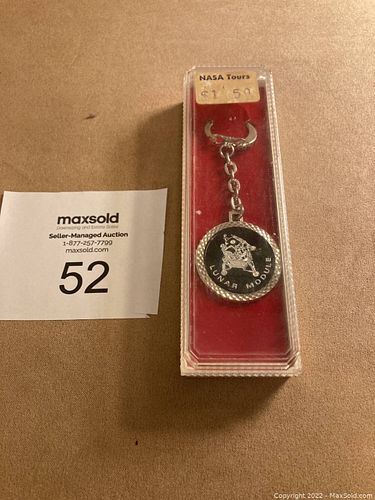 NASA Tours
$1.50
maxsold
Downsizing and Estate Sales
Seller-Managed Auction
1-877-257-7799
maxsold.com
52
LUNAR MODULE
Copyright 2022 - MaxSold.com